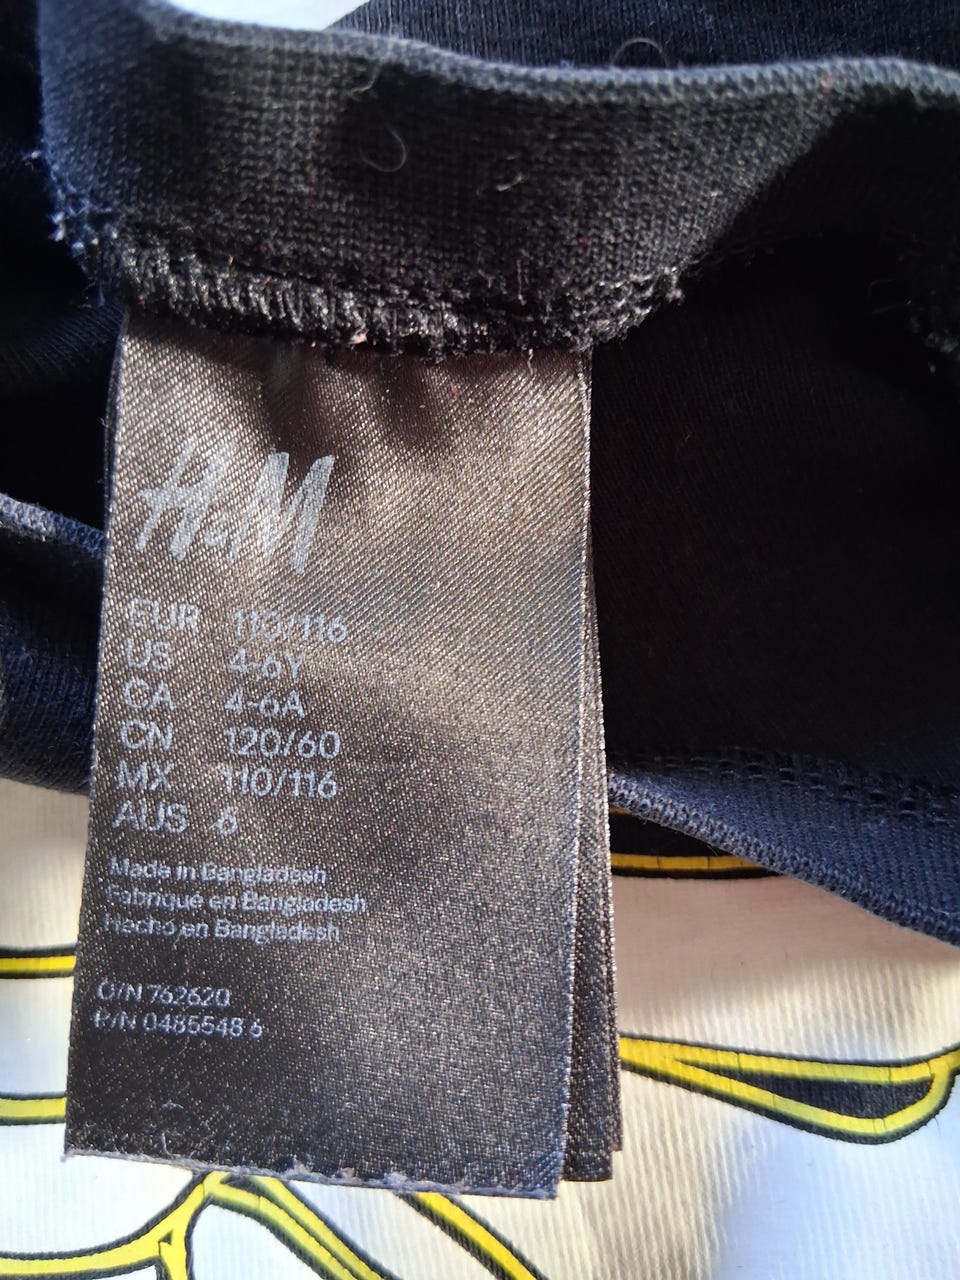 H&M
EUR 110/116
US 4-6Y
CA 4-6A
CN 120/60
MX 110/116
AUS 6
Made in Bangladesh
Fabriqué en Bangladesh
Hecho en Bangladesh
O/N 762620
P/N 0485548 6